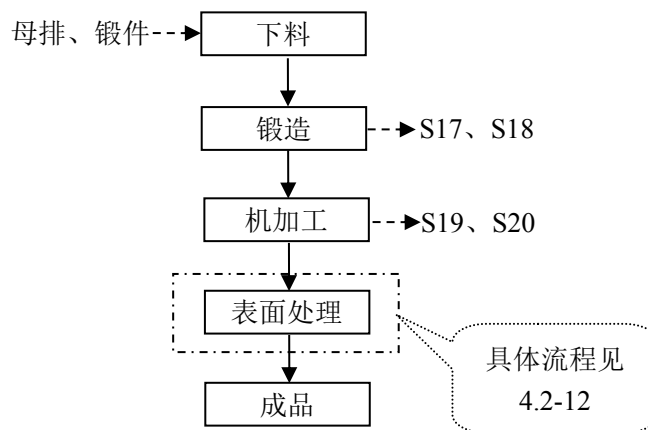 母排、锻件
下料
锻造
S17、S18
机加工
S19、S20
表面处理
具体流程见
4.2-12
成品